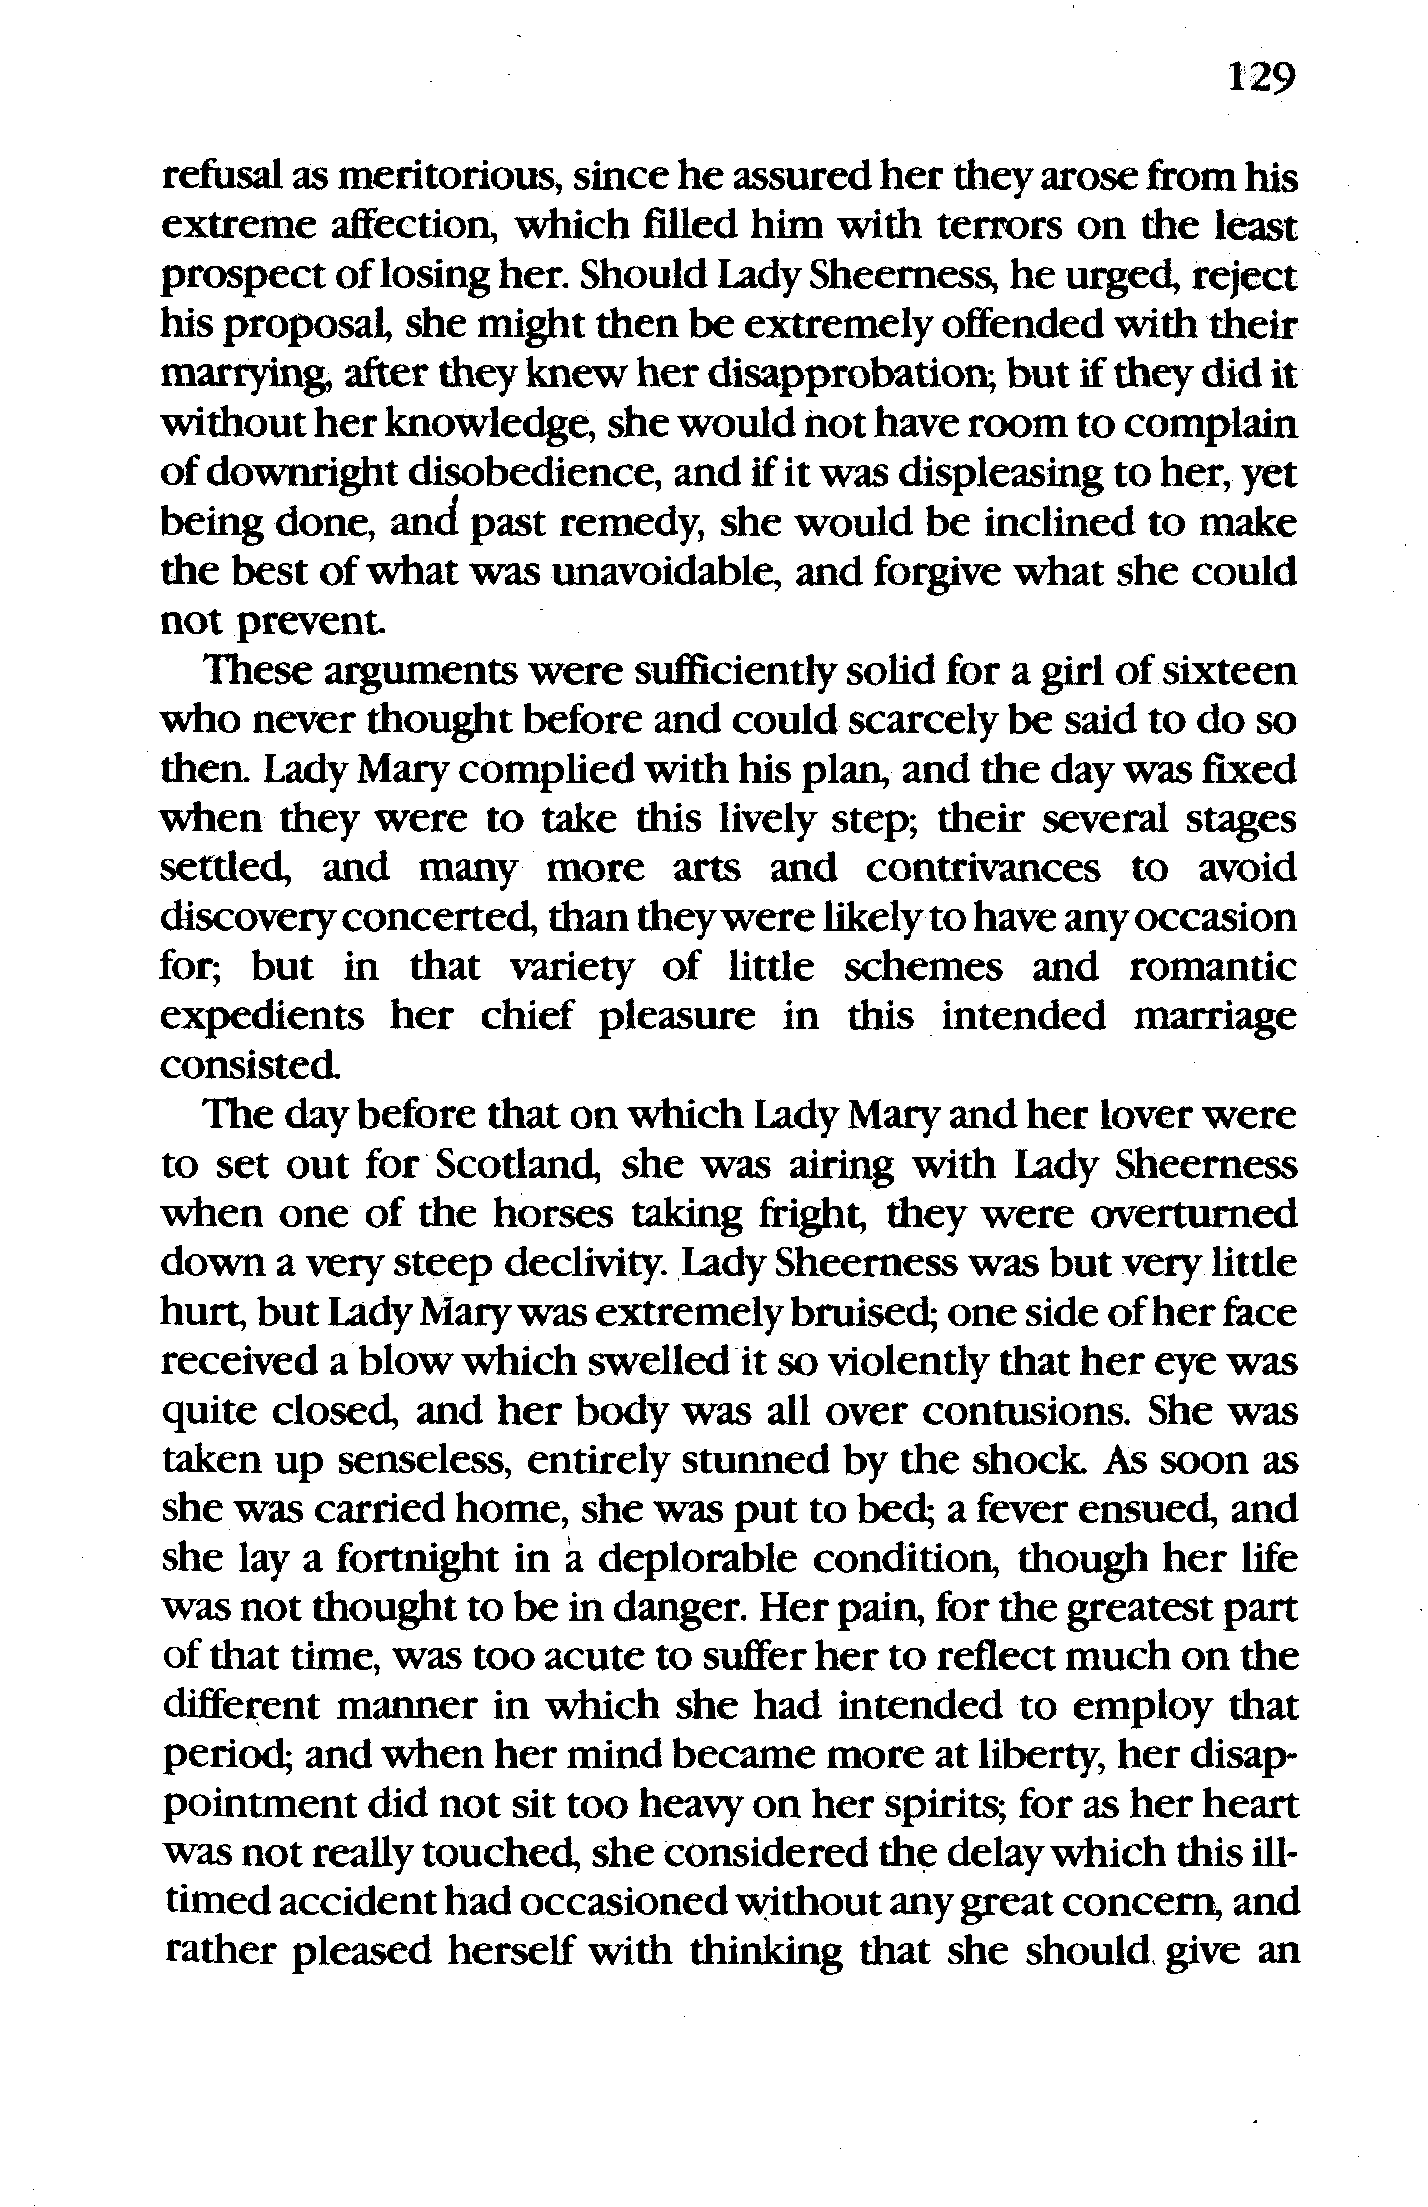 129
refusal as meritorious, since he assured her they arose from his
extreme affection, which filled him with terrors on the least
prospect of losing her. Should Lady Sheerness, he urged, reject
his proposal, she might then be extremely offended with their
marrying, after they knew her disapprobation; but if they did it
without her knowledge, she would not have room to complain
of downright disobedience, and if it was displeasing to her, yet
being done, and past remedy, she would be inclined to make
the best of what was unavoidable, and forgive what she could
not prevent.
These arguments were sufficiently solid for a girl of sixteen
who never thought before and could scarcely be said to do so
then. Lady Mary complied with his plan, and the day was fixed
when they were to take this lively step; their several stages
settled, and many more arts and contrivances to avoid
discovery concerted, than they were likely to have any occasion
for; but in that variety of little schemes and romantic
expedients her chief pleasure in this intended marriage
consisted.
The day before that on which Lady Mary and her lover were
to set out for Scotland, she was airing with Lady Sheerness
when one of the horses taking fright, they were overturned
down a very steep declivity. Lady Sheerness was but very little
hurt, but Lady Mary was extremely bruised; one side of her face
received a blow which swelled it so violently that her eye was
quite closed, and her body was all over contusions. She was
taken up senseless, entirely stunned by the shock. As soon as
she was carried home, she was put to bed; a fever ensued, and
she lay a fortnight in a deplorable condition, though her life
was not thought to be in danger. Her pain, for the greatest part
of that time, was too acute to suffer her to reflect much on the
different manner in which she had intended to employ that
period; and when her mind became more at liberty, her disap-
pointment did not sit too heavy on her spirits; for as her heart
was not really touched, she considered the delay which this ill-
timed accident had occasioned without any great concern, and
rather pleased herself with thinking that she should give an